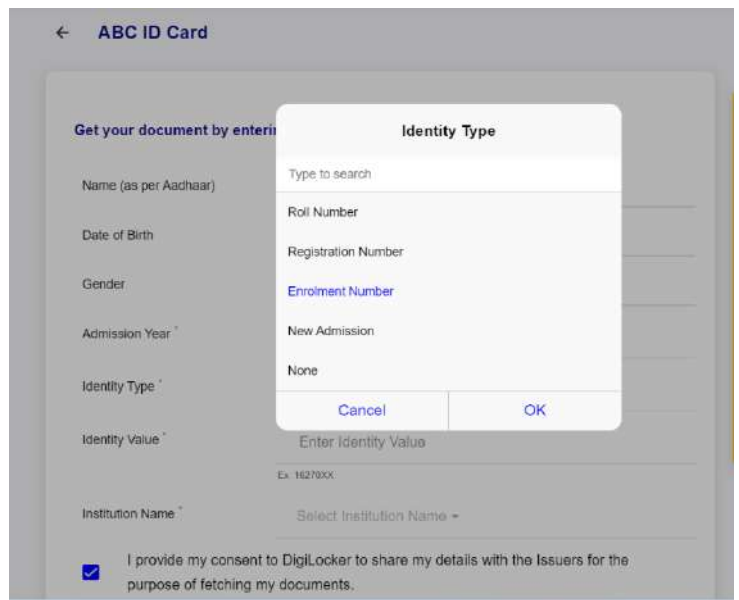 ← ABC ID Card
Get your document by enterin
Identity Type
Type to search
Name (as per Aadhaar)
Roll Number
Date of Birth
Registration Number
Gender
Enrolment Number
Admission Year *
New Admission
None
Identity Type *
Cancel OK
Identity Value *
Enter Identity Value
Ex. 16270XX
Institution Name *
Select Institution Name
I provide my consent to DigiLocker to share my details with the Issuers for the
purpose of fetching my documents.